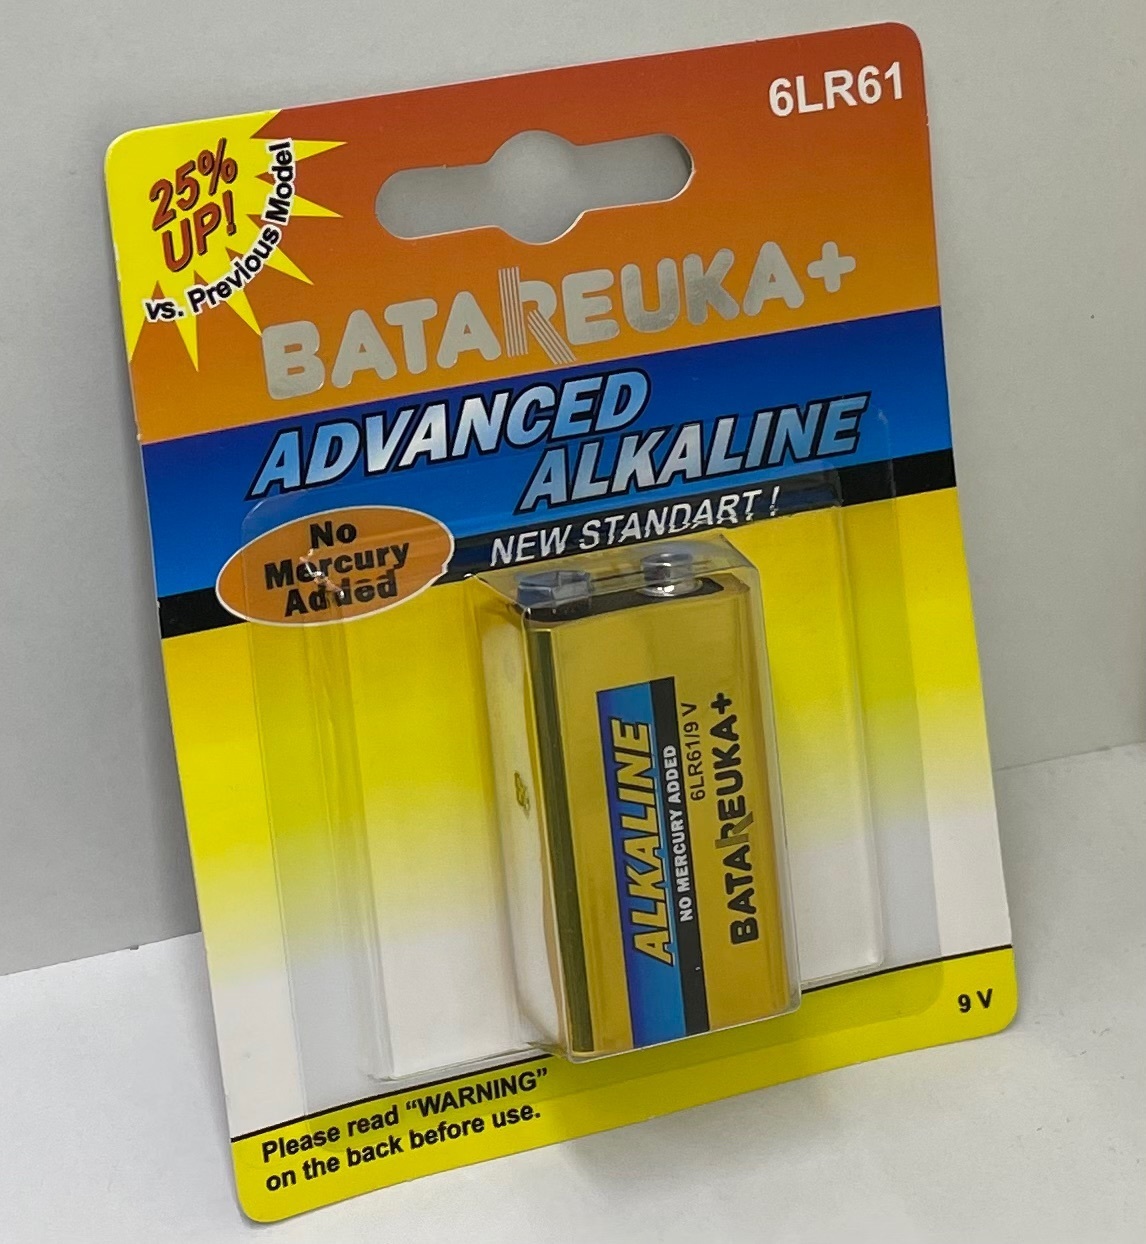 6LR61
25%
UP!
vs. Previous Model
BATAREUKA+
ADVANCED
ALKALINE
NEW STANDART !
No
Mercury
Added
ALKALINE
NO MERCURY ADDED
6LR61/9 V
BATAREUKA+
9 V
Please read “WARNING”
on the back before use.